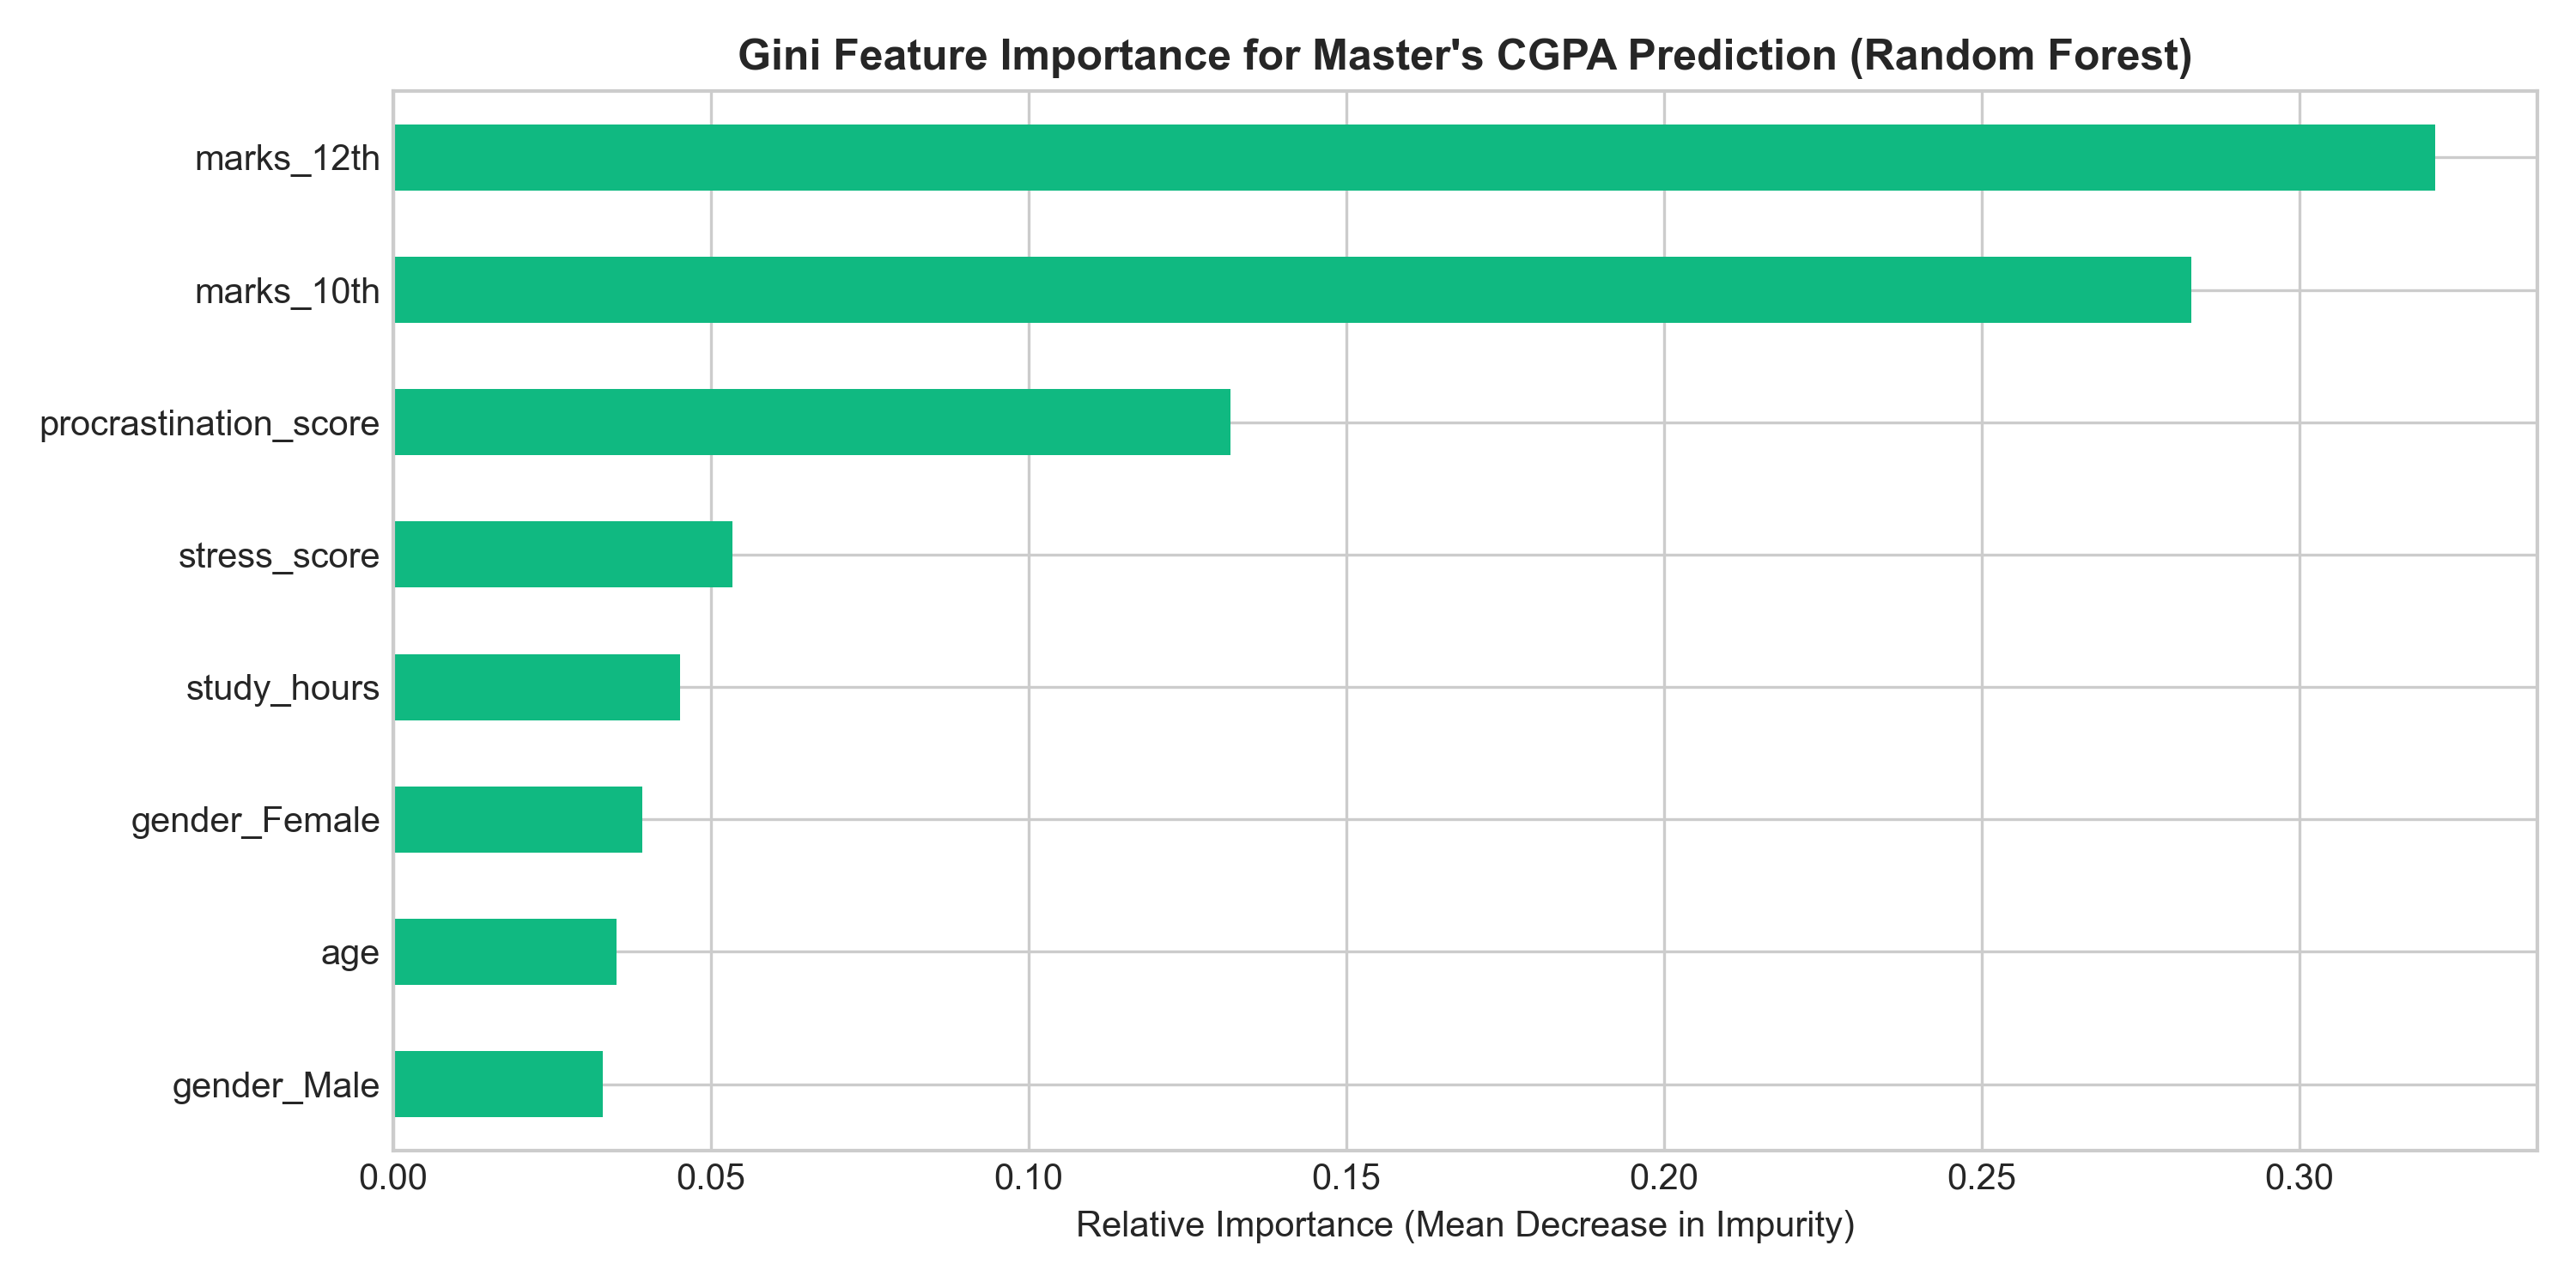 Gini Feature Importance for Master's CGPA Prediction (Random Forest)
marks_12th
marks_10th
procrastination_score
stress_score
study_hours
gender_Female
age
gender_Male
0.00 0.05 0.10 0.15 0.20 0.25 0.30
Relative Importance (Mean Decrease in Impurity)